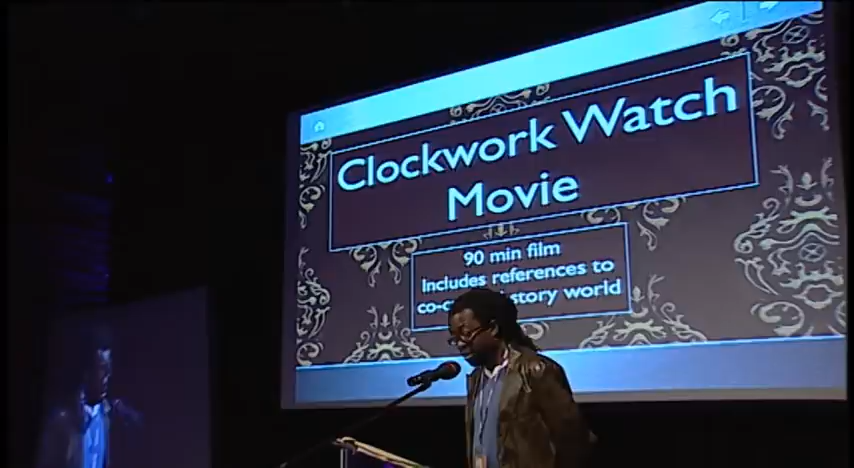 Clockwork Watch
Movie
90 min film
Includes references to
story world